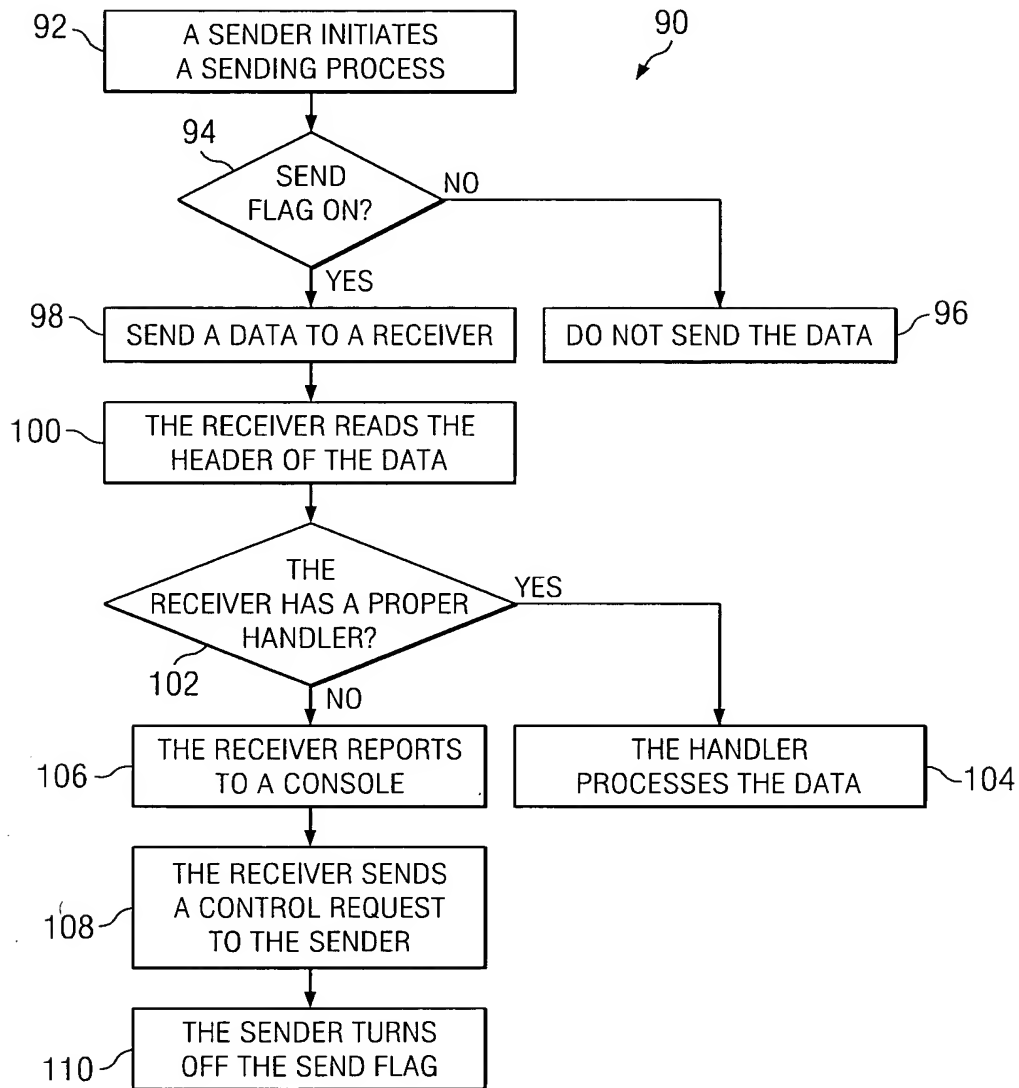 92
A SENDER INITIATES
A SENDING PROCESS
90
94
SEND
FLAG ON?
NO
YES
98
SEND A DATA TO A RECEIVER
DO NOT SEND THE DATA
96
100
THE RECEIVER READS THE
HEADER OF THE DATA
THE
RECEIVER HAS A PROPER
HANDLER?
YES
102
NO
106
THE RECEIVER REPORTS
TO A CONSOLE
THE HANDLER
PROCESSES THE DATA
104
108
THE RECEIVER SENDS
A CONTROL REQUEST
TO THE SENDER
110
THE SENDER TURNS
OFF THE SEND FLAG